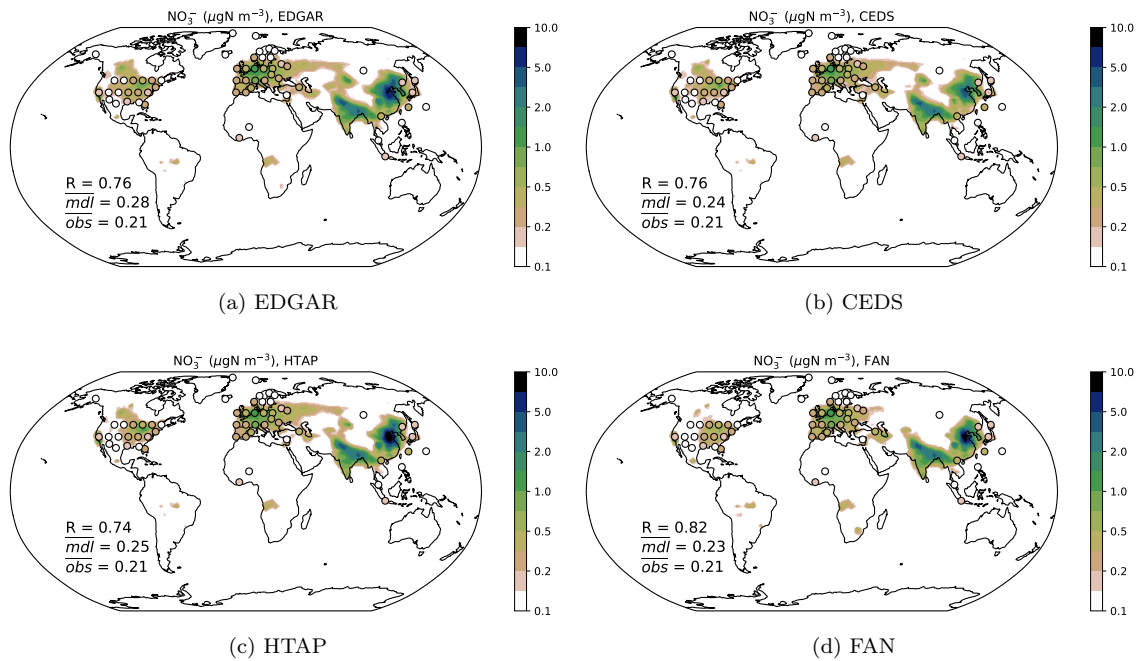 NO₃⁻ (μgN m⁻³), EDGAR
R = 0.76
mdl = 0.28
obs = 0.21
10.0
5.0
2.0
1.0
0.5
0.2
0.1
(a) EDGAR
NO₃⁻ (μgN m⁻³), CEDS
R = 0.76
mdl = 0.24
obs = 0.21
10.0
5.0
2.0
1.0
0.5
0.2
0.1
(b) CEDS
NO₃⁻ (μgN m⁻³), HTAP
R = 0.74
mdl = 0.25
obs = 0.21
10.0
5.0
2.0
1.0
0.5
0.2
0.1
(c) HTAP
NO₃⁻ (μgN m⁻³), FAN
R = 0.82
mdl = 0.23
obs = 0.21
10.0
5.0
2.0
1.0
0.5
0.2
0.1
(d) FAN